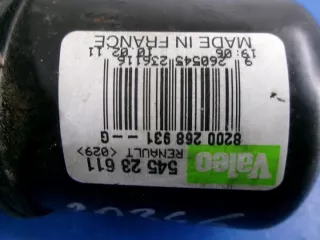 Valeo
545 23 611
RENAULT <029>
8200 268 931 --G
9 260545 236116
19:06 10.02.11
MADE IN FRANCE